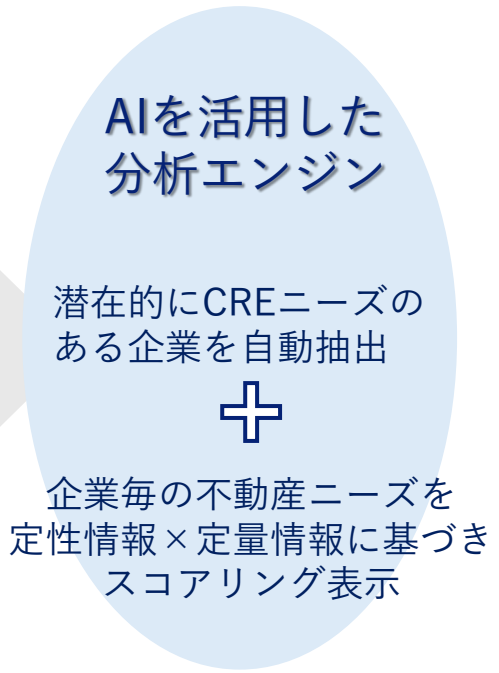 AIを活用した
分析エンジン
潜在的にCREニーズの
ある企業を自動抽出
企業毎の不動産ニーズを
定性情報×定量情報に基づき
スコアリング表示